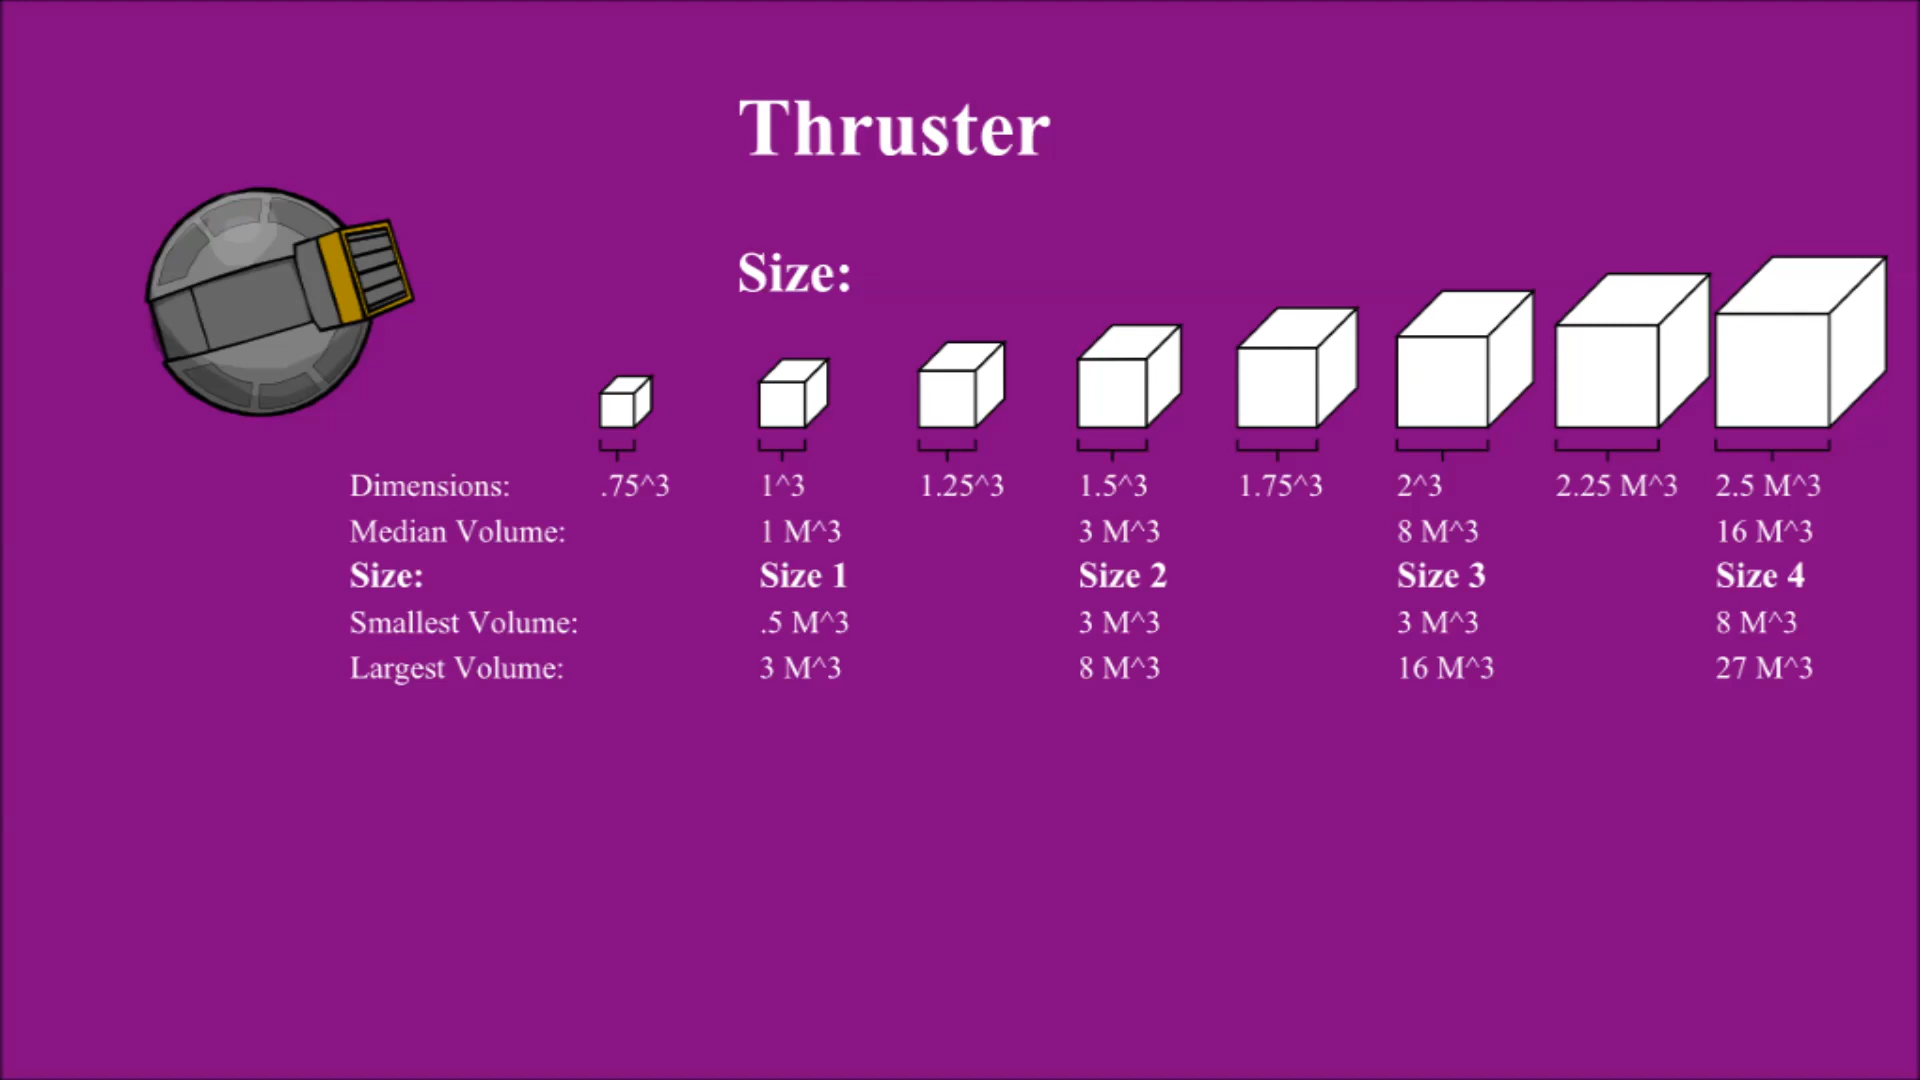 Thruster
Size:
Dimensions: .75^3 1^3 1.25^3 1.5^3 1.75^3 2^3 2.25 M^3 2.5 M^3
Median Volume: 1 M^3 3 M^3 8 M^3 16 M^3
Size: Size 1 Size 2 Size 3 Size 4
Smallest Volume: .5 M^3 3 M^3 3 M^3 8 M^3
Largest Volume: 3 M^3 8 M^3 16 M^3 27 M^3